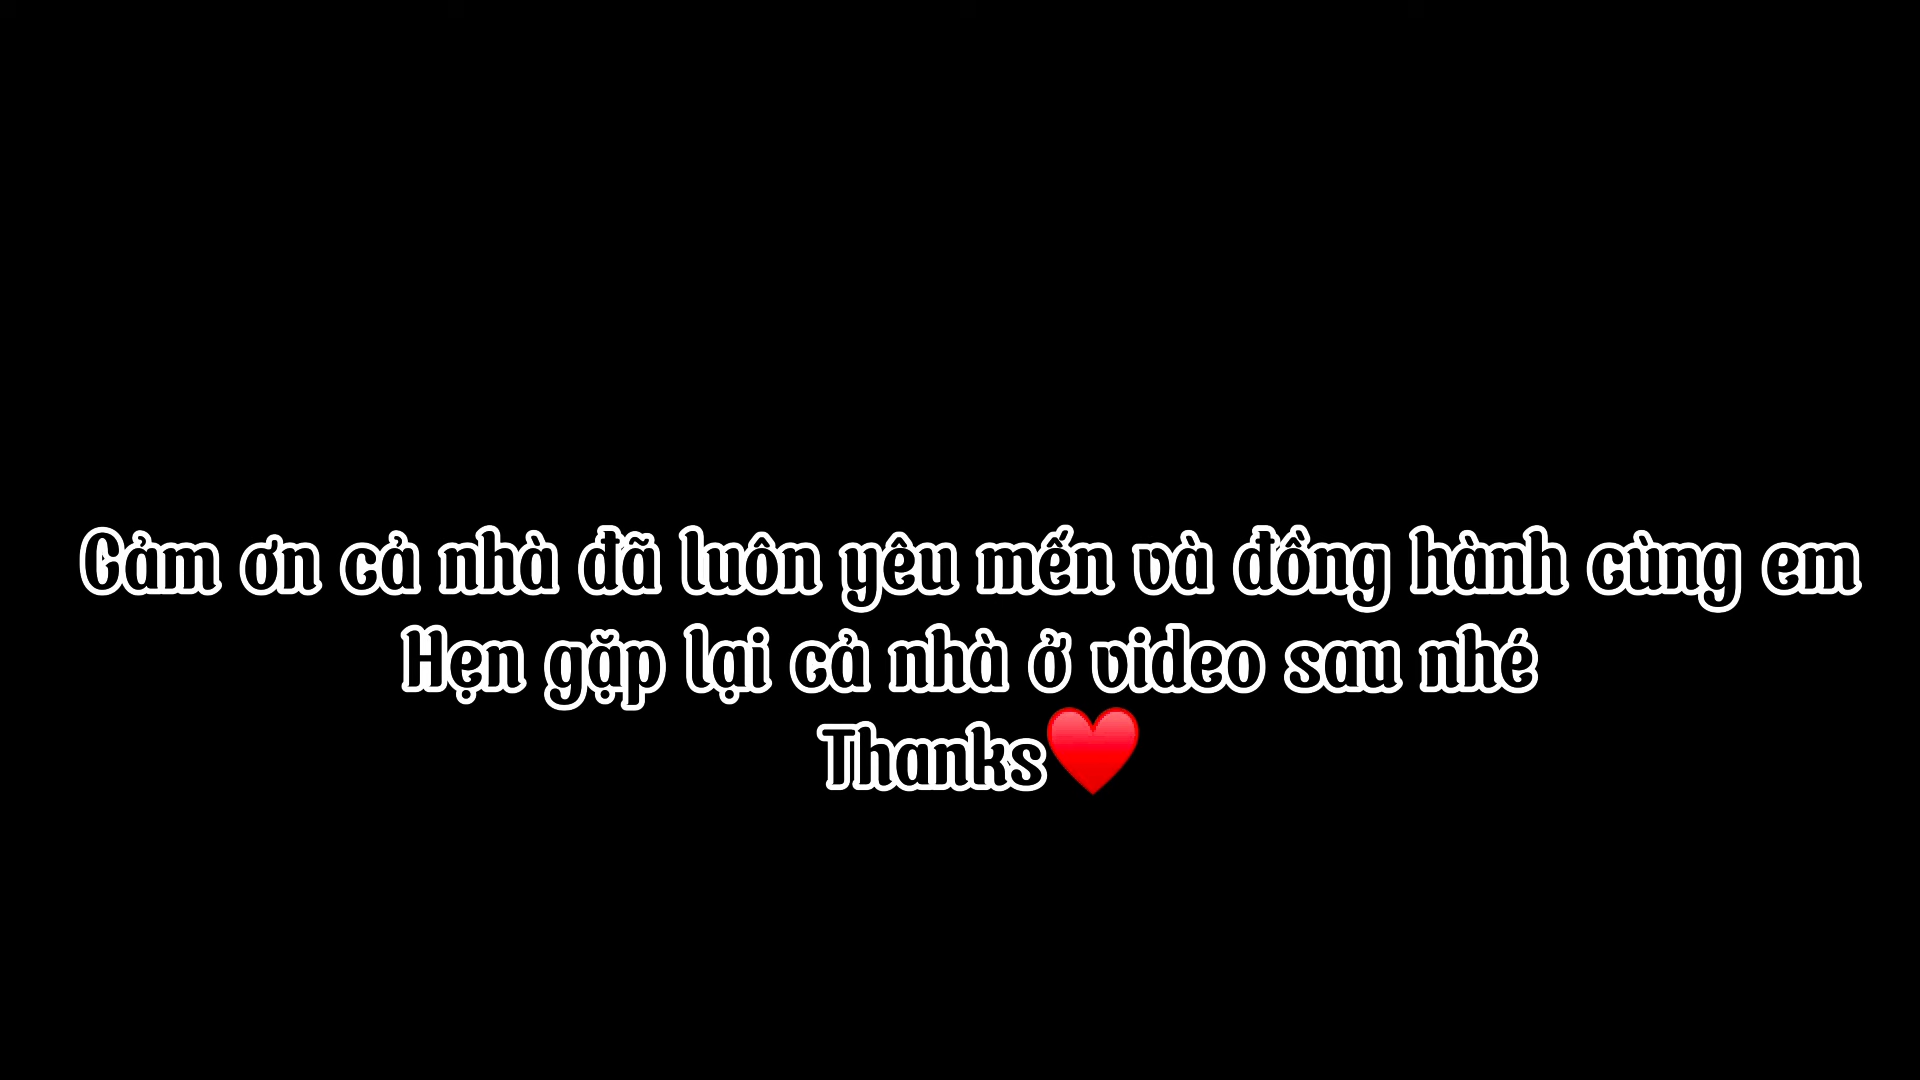 Cảm ơn cả nhà đã luôn yêu mến và đồng hành cùng em
Hẹn gặp lại cả nhà ở video sau nhé
Thanks♥️